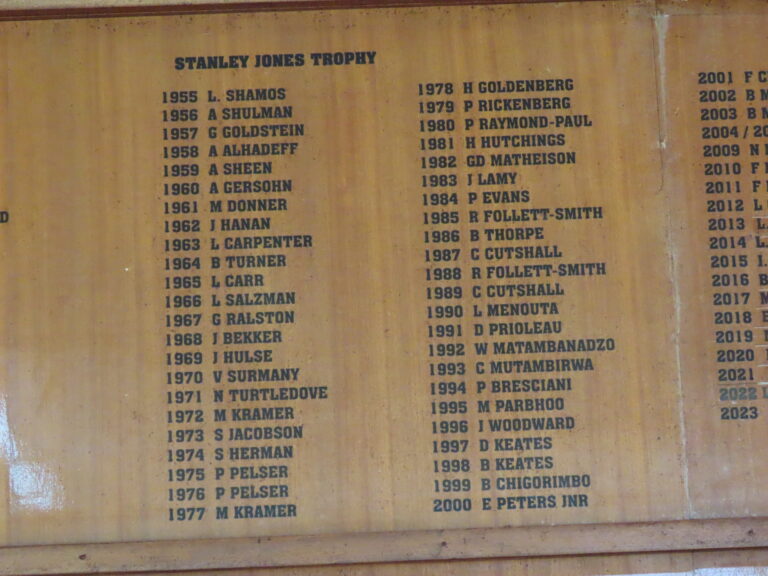 STANLEY JONES TROPHY
1955 L. SHAMOS
1956 A SHULMAN
1957 G GOLDSTEIN
1958 A ALHADEFF
1959 A SHEEN
1960 A GERSOHN
1961 M DONNER
1962 J HANAN
1963 L CARPENTER
1964 B TURNER
1965 L CARR
1966 L SALZMAN
1967 G RALSTON
1968 J BEKKER
1969 J HULSE
1970 V SURMANY
1971 N TURTLEDOVE
1972 M KRAMER
1973 S JACOBSON
1974 S HERMAN
1975 P PELSER
1976 P PELSER
1977 M KRAMER
1978 H GOLDENBERG
1979 P RICKENBERG
1980 P RAYMOND-PAUL
1981 H HUTCHINGS
1982 GD MATHEISON
1983 J LAMY
1984 P EVANS
1985 R FOLLETT-SMITH
1986 B THORPE
1987 C CUTSHALL
1988 R FOLLETT-SMITH
1989 C CUTSHALL
1990 L MENOUTA
1991 D PRIOLEAU
1992 W MATAMBANADZO
1993 C MUTAMBIRWA
1994 P BRESCIANI
1995 M PARBHOO
1996 J WOODWARD
1997 D KEATES
1998 B KEATES
1999 B CHIGORIMBO
2000 E PETERS JNR
2001 F
2002 B
2003 B
2004 /
2009 N
2010 F
2011 F
2012 L
2013 L.
2014 L.
2015 I.
2016 B
2017 M
2018
2019
2020
2021
2022
2023